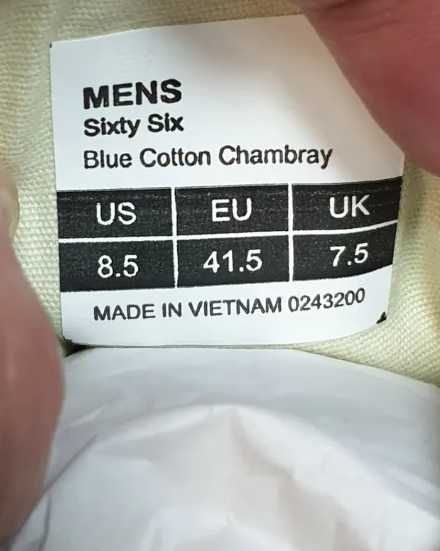 MENS
Sixty Six
Blue Cotton Chambray
US EU UK
8.5 41.5 7.5
MADE IN VIETNAM 0243200